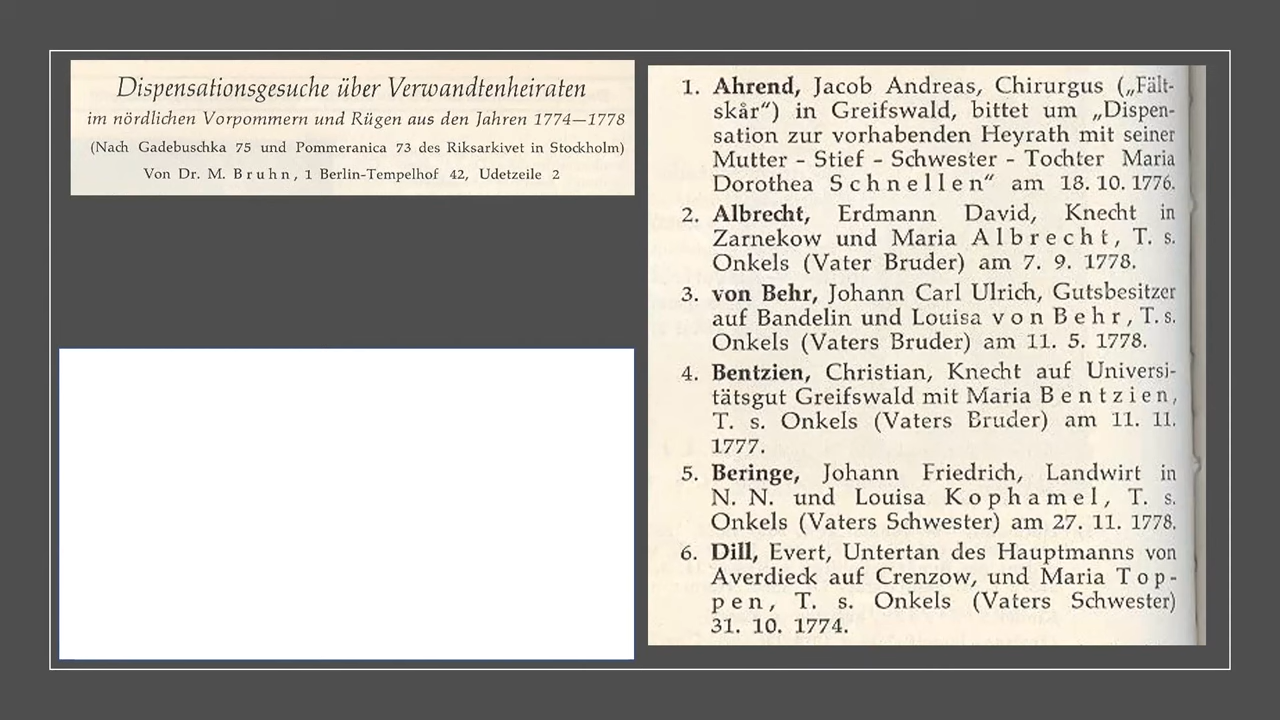 Dispensationsgesuche über Verwandtenheiraten
im nördlichen Vorpommern und Rügen aus den Jahren 1774—1778
(Nach Gadebuschka 75 und Pommeranica 73 des Riksarkivet in Stockholm)
Von Dr. M. Bruhn, 1 Berlin-Tempelhof 42, Udetzeile 2
1. Ahrend, Jacob Andreas, Chirurgus („Fält-
skår“) in Greifswald, bittet um „Dispen-
sation zur vorhabenden Heyrath mit seiner
Mutter - Stief - Schwester - Tochter Maria
Dorothea Schnellen“ am 18. 10. 1776.
2. Albrecht, Erdmann David, Knecht in
Zarnekow und Maria Albrecht, T. s.
Onkels (Vater Bruder) am 7. 9. 1778.
3. von Behr, Johann Carl Ulrich, Gutsbesitzer
auf Bandelin und Louisa von Behr, T. s.
Onkels (Vaters Bruder) am 11. 5. 1778.
4. Bentzien, Christian, Knecht auf Universi-
tätsgut Greifswald mit Maria Bentzien,
T. s. Onkels (Vaters Bruder) am 11. 11.
1777.
5. Beringe, Johann Friedrich, Landwirt in
N. N. und Louisa Kophamel, T. s.
Onkels (Vaters Schwester) am 27. 11. 1778.
6. Dill, Evert, Untertan des Hauptmanns von
Averdieck auf Crenzow, und Maria Top-
pen, T. s. Onkels (Vaters Schwester)
31. 10. 1774.